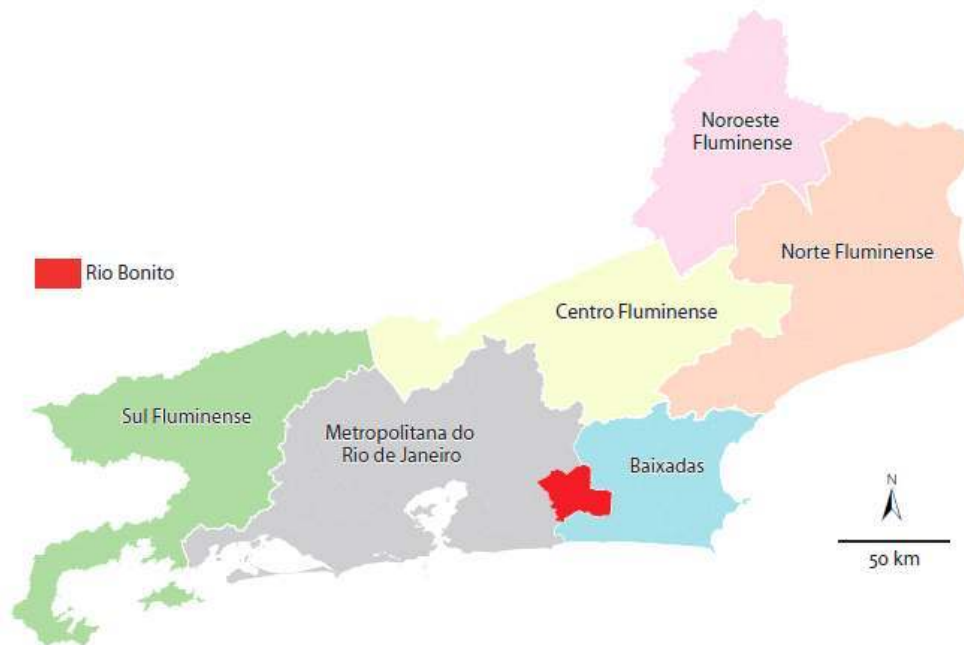 Noroeste
Fluminense
Norte Fluminense
Rio Bonito
Centro Fluminense
Sul Fluminense
Metropolitana do
Rio de Janeiro
Baixadas
N
50 km